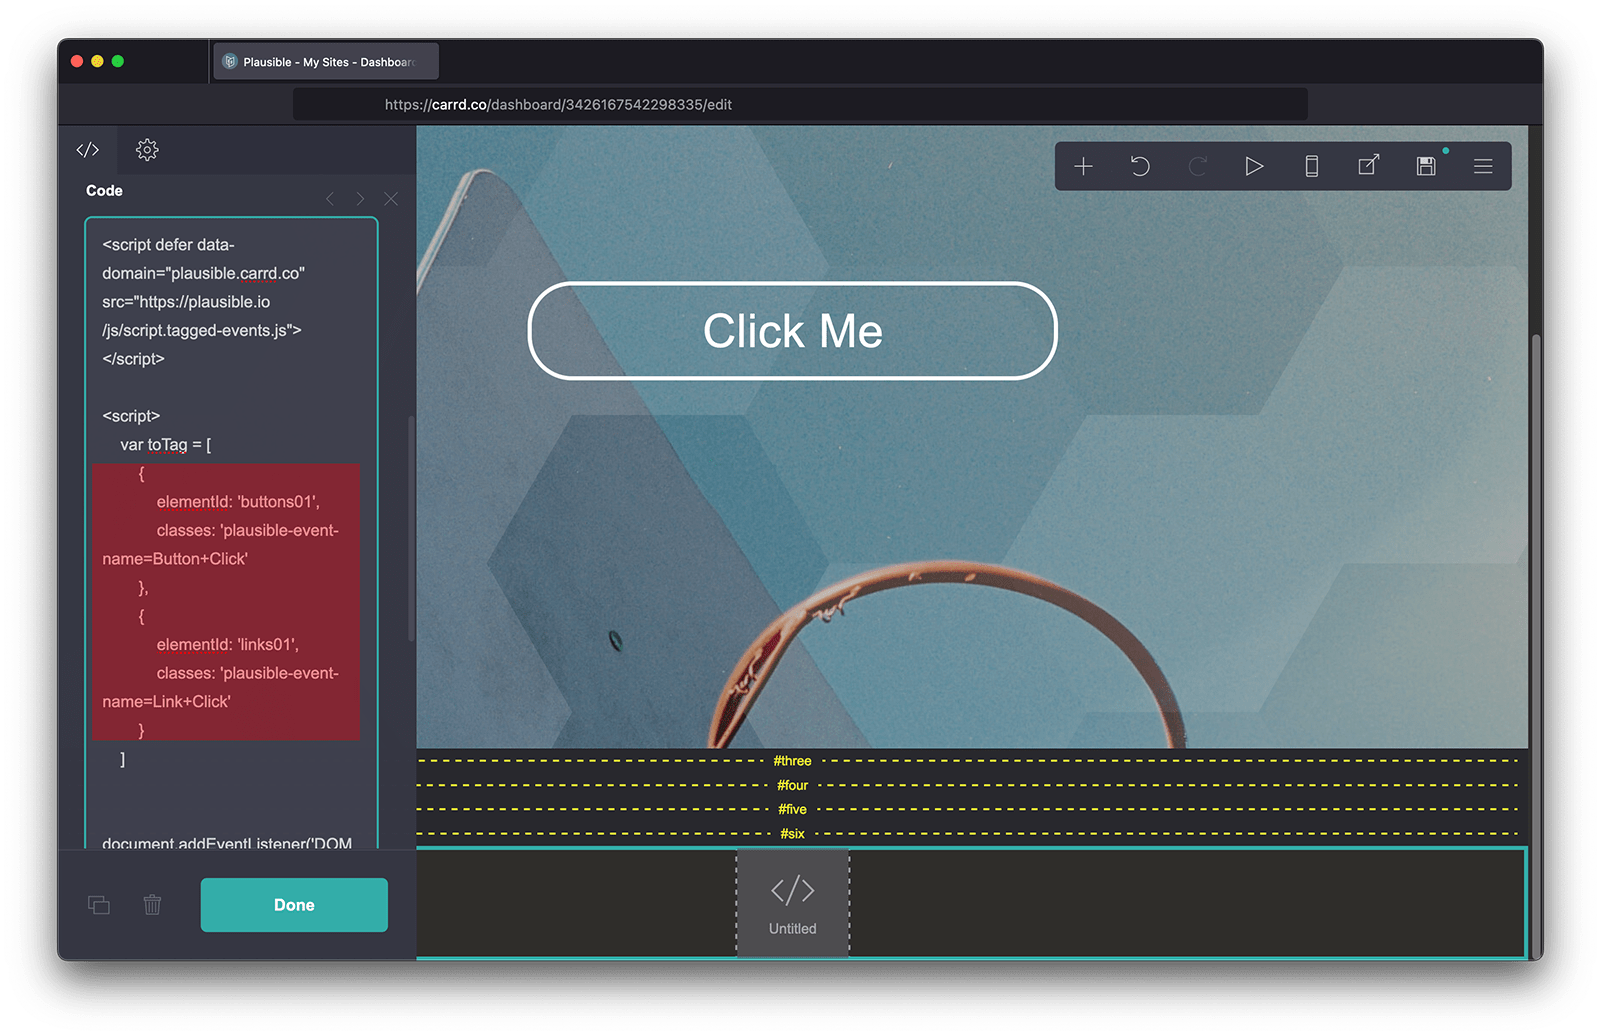 Plausible - My Sites - Dashboar
https://carrd.co/dashboard/3426167542298335/edit
Code
<script defer data-
domain="plausible.carrd.co"
src="https://plausible.io
/js/script.tagged-events.js">
</script>
<script>
var toTag = [
{
elementId: 'buttons01',
classes: 'plausible-event-
name=Button+Click'
},
{
elementId: 'links01',
classes: 'plausible-event-
name=Link+Click'
}
]
document.addEventListener('DOM
Done
Click Me
#three
#four
#five
#six
</>
Untitled